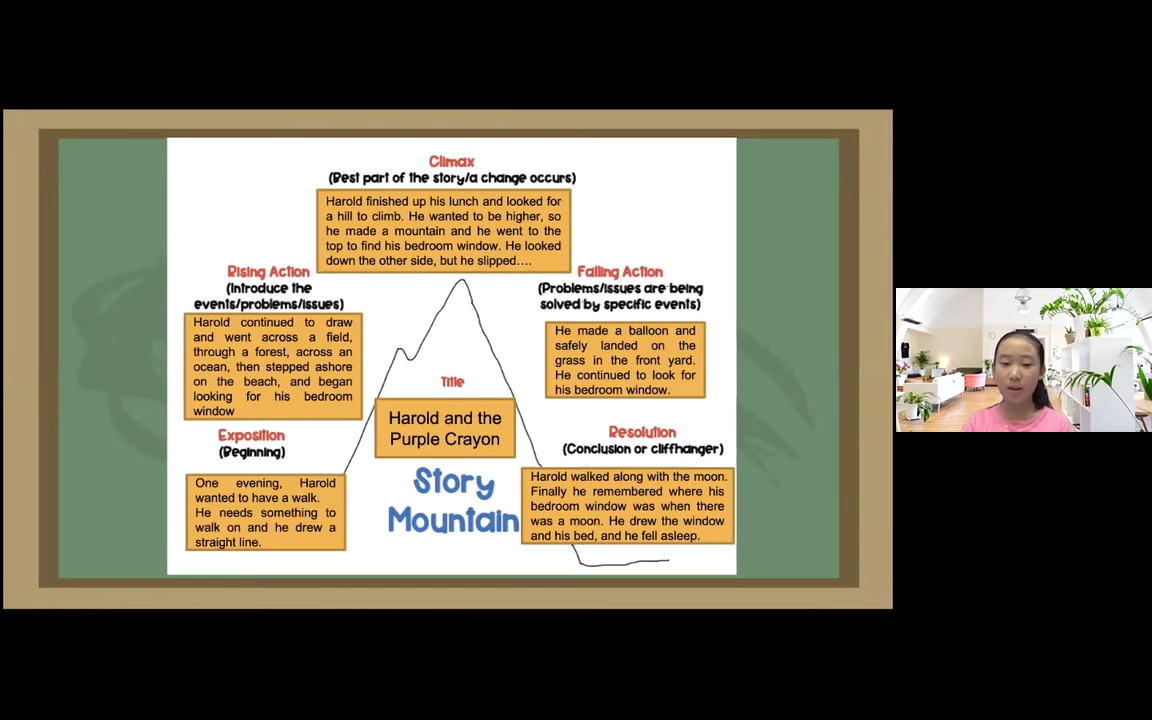 Climax
(Best part of the story/a change occurs)
Harold finished up his lunch and looked for
a hill to climb. He wanted to be higher, so
he made a mountain and he went to the
top to find his bedroom window. He looked
down the other side, but he slipped....
Rising Action
(Introduce the
events/problems/issues)
Harold continued to draw
and went across a field,
through a forest, across an
ocean, then stepped ashore
on the beach, and began
looking for his bedroom
window
Falling Action
(Problems/issues are being
solved by specific events)
He made a balloon and
safely landed on the
grass in the front yard.
He continued to look for
his bedroom window.
Title
Harold and the
Purple Crayon
Exposition
(Beginning)
One evening, Harold
wanted to have a walk.
He needs something to
walk on and he drew a
straight line.
Story
Mountain
Resolution
(Conclusion or cliffhanger)
Harold walked along with the moon.
Finally he remembered where his
bedroom window was when there
was a moon. He drew the window
and his bed, and he fell asleep.